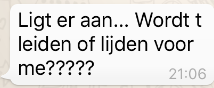 Ligt er aan... Wordt t
leiden of lijden voor
me?????
21:06